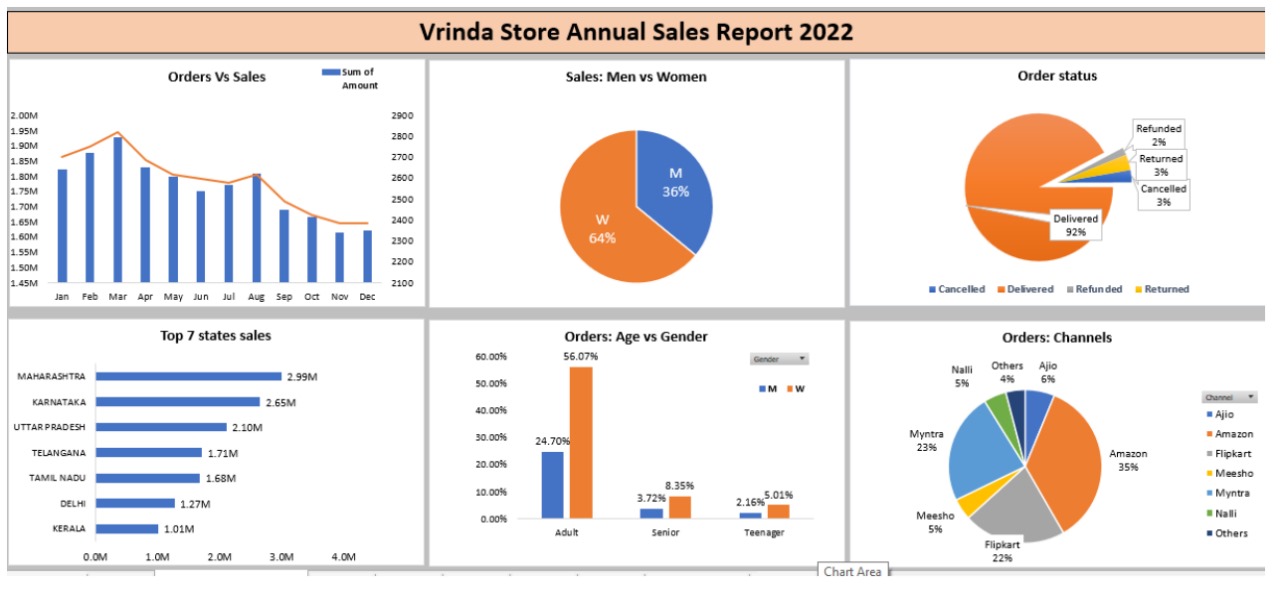 Vrinda Store Annual Sales Report 2022
Orders Vs Sales
Sum of
Amount
2.00M
1.95M
1.90M
1.85M
1.80M
1.75M
1.70M
1.65M
1.60M
1.55M
1.50M
1.45M
2900
2800
2700
2600
2500
2400
2300
2200
2100
Jan Feb Mar Apr May Jun Jul Aug Sep Oct Nov Dec
Sales: Men vs Women
M
36%
W
64%
Order status
Refunded
2%
Returned
3%
Cancelled
3%
Delivered
92%
Cancelled Delivered Refunded Returned
Top 7 states sales
MAHARASHTRA 2.99M
KARNATAKA 2.65M
UTTAR PRADESH 2.10M
TELANGANA 1.71M
TAMIL NADU 1.68M
DELHI 1.27M
KERALA 1.01M
0.0M 1.0M 2.0M 3.0M 4.0M
Orders: Age vs Gender
Gender
M W
60.00%
50.00%
40.00%
30.00%
20.00%
10.00%
0.00%
24.70% 56.07%
3.72% 8.35%
2.16% 5.01%
Adult Senior Teenager
Orders: Channels
Nalli
5%
Others
4%
Ajio
6%
Myntra
23%
Amazon
35%
Meesho
5%
Flipkart
22%
Channel
Ajio
Amazon
Flipkart
Meesho
Myntra
Nalli
Others
Chart Area